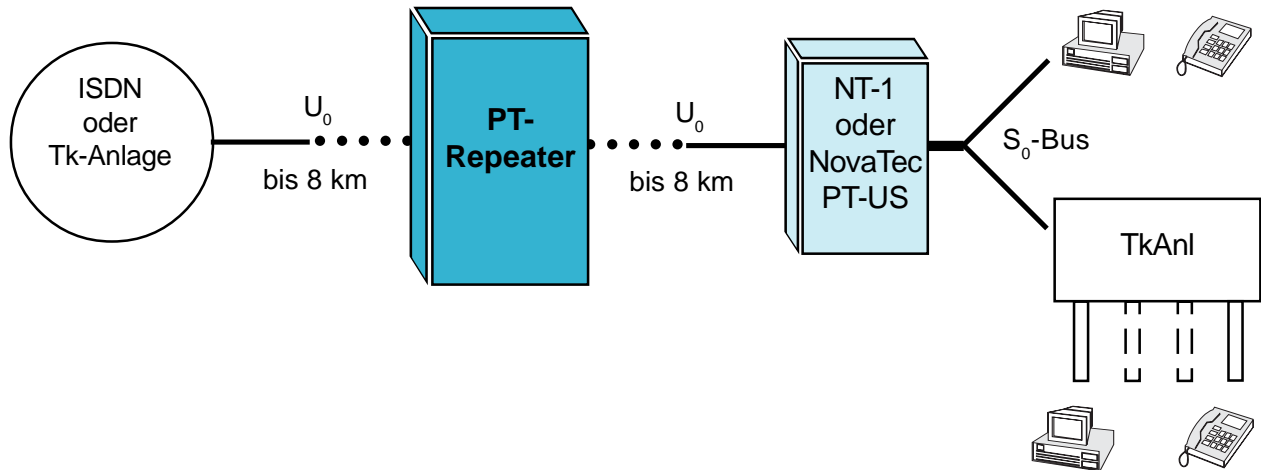 ISDN
oder
Tk-Anlage
U₀
bis 8 km
PT-
Repeater
U₀
bis 8 km
NT-1
oder
NovaTec
PT-US
S₀-Bus
TkAnl